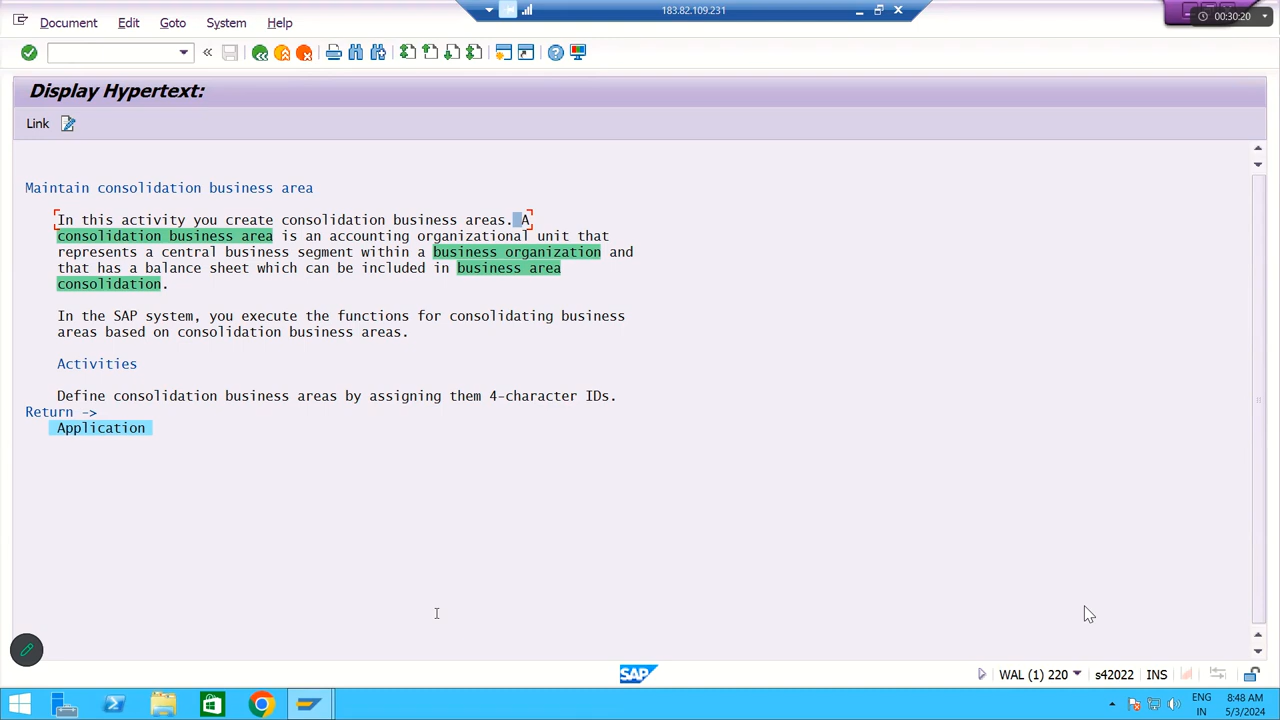 183.82.109.231
00:30:20
Document Edit Goto System Help
Display Hypertext:
Link
Maintain consolidation business area
In this activity you create consolidation business areas. A
consolidation business area is an accounting organizational unit that
represents a central business segment within a business organization and
that has a balance sheet which can be included in business area
consolidation.
In the SAP system, you execute the functions for consolidating business
areas based on consolidation business areas.
Activities
Define consolidation business areas by assigning them 4-character IDs.
Return ->
Application
SAP
WAL (1) 220 s42022 INS
ENG 8:48 AM
IN 5/3/2024